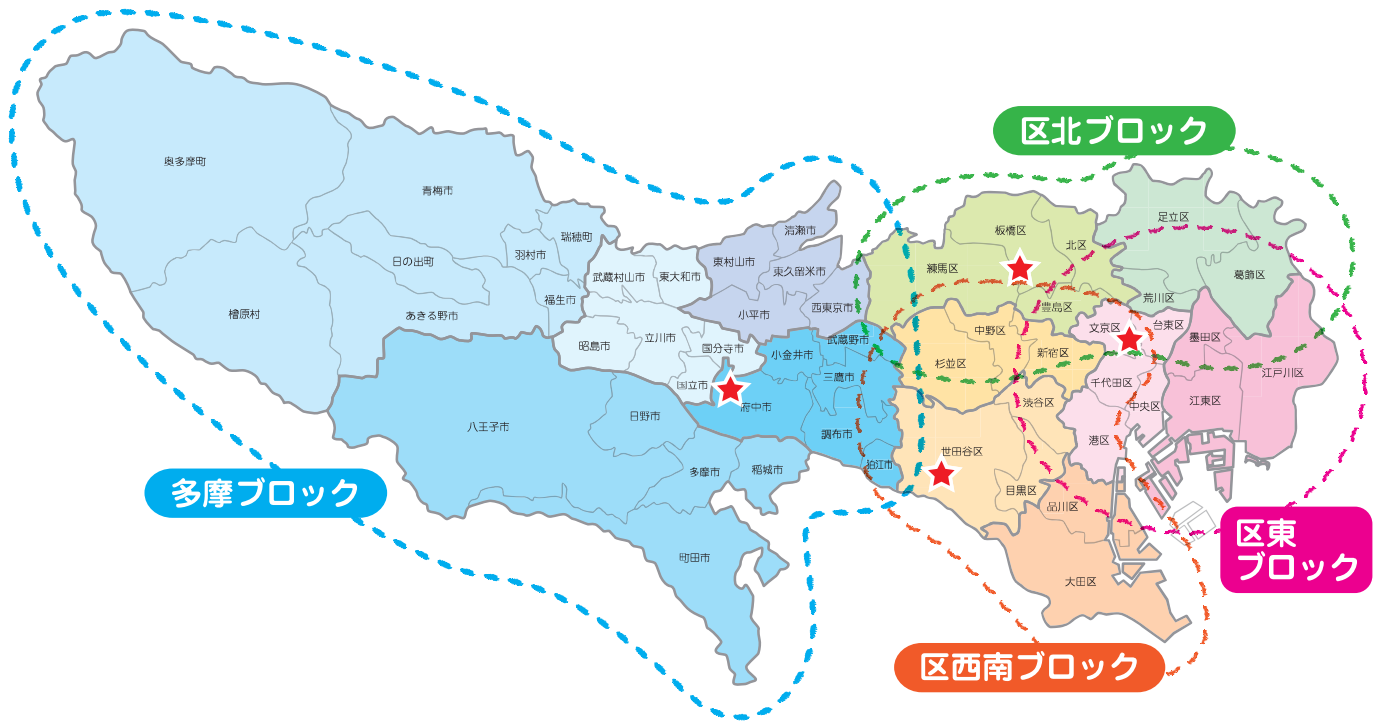 区北ブロック
奥多摩町
青梅市
瑞穂町
羽村市
日の出町
福生市
あきる野市
檜原村
武蔵村山市
東大和市
東村山市
清瀬市
東久留米市
小平市
西東京市
昭島市
立川市
国分寺市
国立市
小金井市
武蔵野市
三鷹市
府中市
調布市
狛江市
八王子市
日野市
多摩市
稲城市
町田市
練馬区
板橋区
北区
豊島区
足立区
葛飾区
荒川区
文京区
台東区
墨田区
江戸川区
江東区
中野区
杉並区
新宿区
渋谷区
千代田区
中央区
港区
世田谷区
目黒区
品川区
大田区
多摩ブロック
区東
ブロック
区西南ブロック